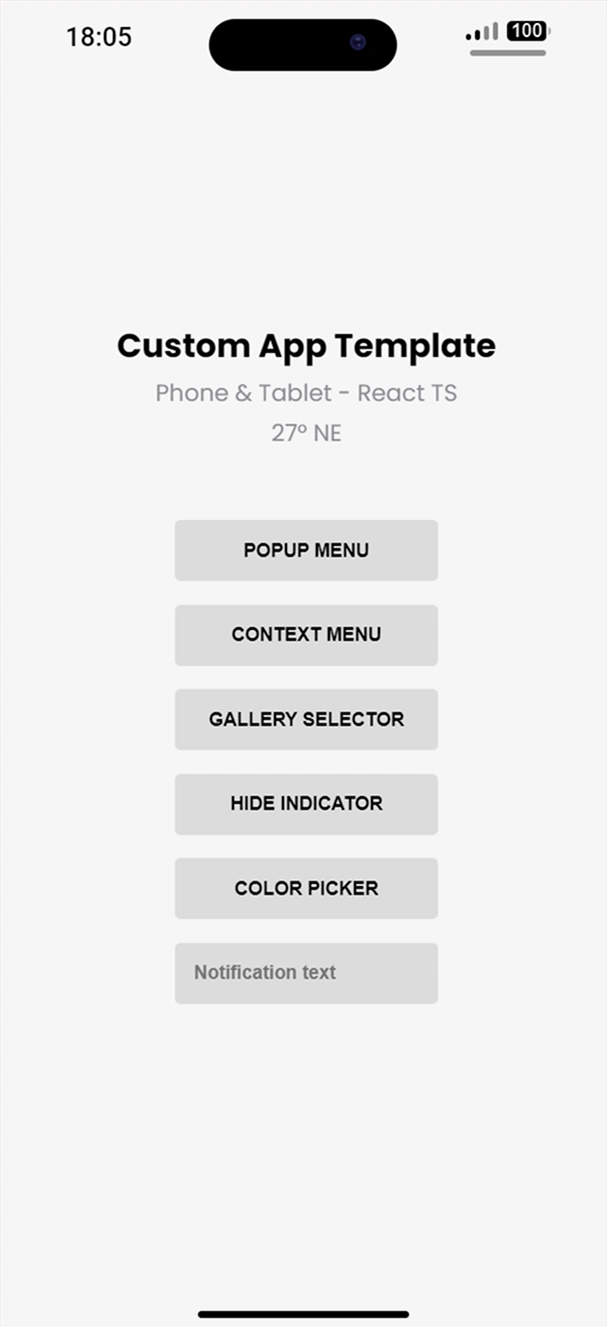 18:05
100
Custom App Template
Phone & Tablet - React TS
27° NE
POPUP MENU
CONTEXT MENU
GALLERY SELECTOR
HIDE INDICATOR
COLOR PICKER
Notification text